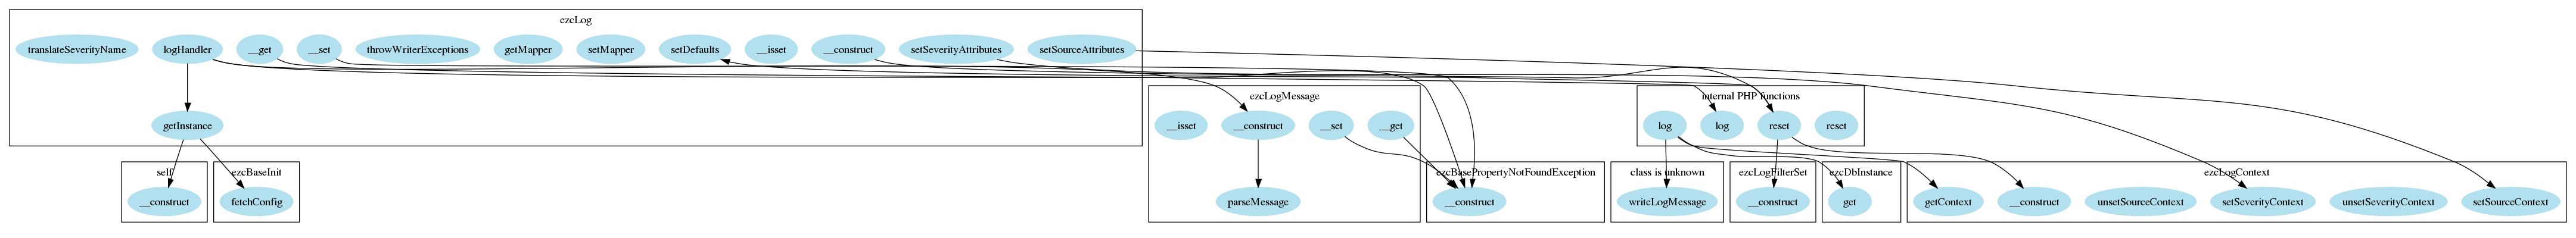 ezcLog
translateSeverityName
logHandler
__get
__set
throwWriterExceptions
getMapper
setMapper
setDefaults
__isset
__construct
setSeverityAttributes
setSourceAttributes
ezcLogMessage
internal PHP functions
getInstance
__isset
__construct
__set
__get
log
log
reset
reset
self
ezcBaseInit
ezcBasePropertyNotFoundException
class is unknown
ezcLogFilterSet
ezcDbInstance
ezcLogContext
__construct
fetchConfig
parseMessage
__construct
writeLogMessage
__construct
get
getContext
__construct
unsetSourceContext
setSeverityContext
unsetSeverityContext
setSourceContext